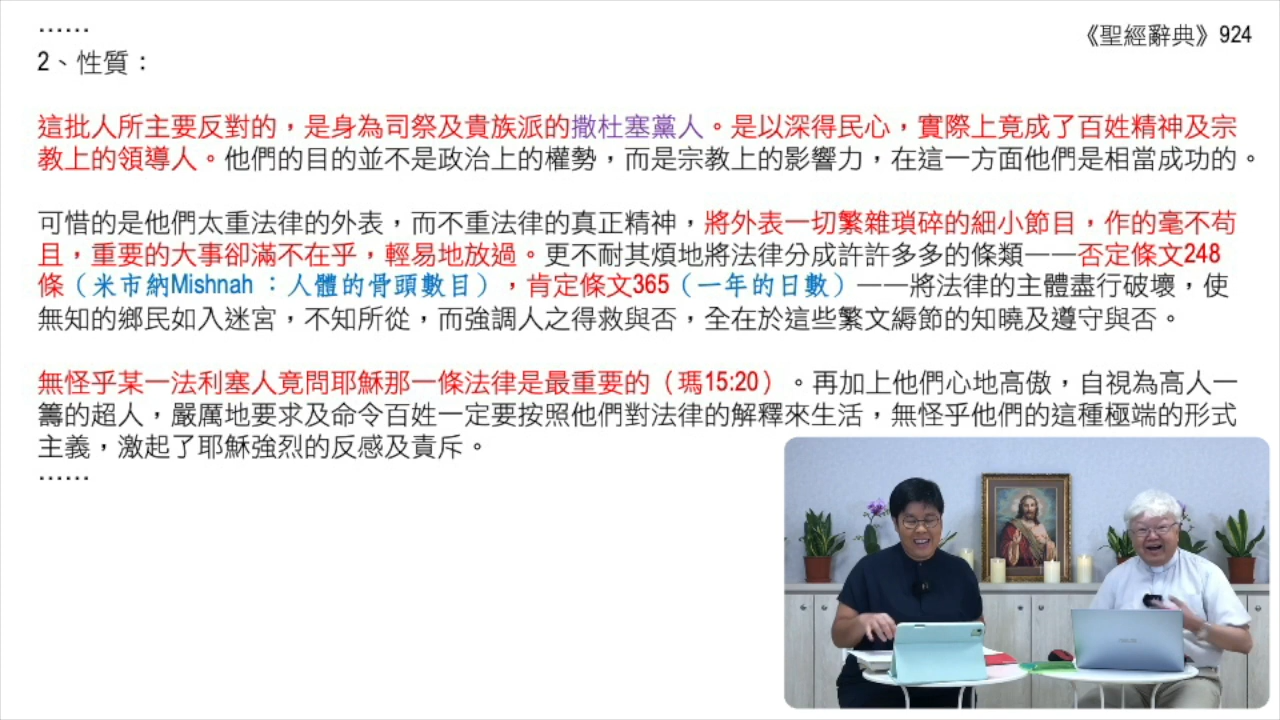 ……
《聖經辭典》924
2、性質：
這批人所主要反對的，是身為司祭及貴族派的撒杜塞黨人。是以深得民心，實際上竟成了百姓精神及宗
教上的領導人。他們的目的並不是政治上的權勢，而是宗教上的影響力，在這一方面他們是相當成功的。
可惜的是他們太重法律的外表，而不重法律的真正精神，將外表一切繁雜瑣碎的細小節目，作的毫不苟
且，重要的大事卻滿不在乎，輕易地放過。更不耐其煩地將法律分成許許多多的條類——否定條文248
條（米市納Mishnah：人體的骨頭數目），肯定條文365（一年的日數）——將法律的主體盡行破壞，使
無知的鄉民如入迷宮，不知所從，而強調人之得救與否，全在於這些繁文縟節的知曉及遵守與否。
無怪乎某一法利塞人竟問耶穌那一條法律是最重要的（瑪15:20）。再加上他們心地高傲，自視為高人一
籌的超人，嚴厲地要求及命令百姓一定要按照他們對法律的解釋來生活，無怪乎他們的這種極端的形式
主義，激起了耶穌強烈的反感及責斥。
……